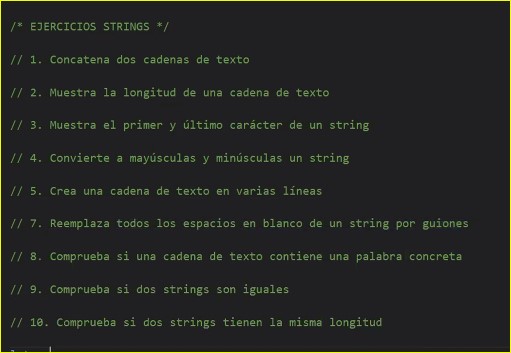 /* EJERCICIOS STRINGS */
// 1. Concatena dos cadenas de texto
// 2. Muestra la longitud de una cadena de texto
// 3. Muestra el primer y último carácter de un string
// 4. Convierte a mayúsculas y minúsculas un string
// 5. Crea una cadena de texto en varias líneas
// 7. Reemplaza todos los espacios en blanco de un string por guiones
// 8. Comprueba si una cadena de texto contiene una palabra concreta
// 9. Comprueba si dos strings son iguales
// 10. Comprueba si dos strings tienen la misma longitud